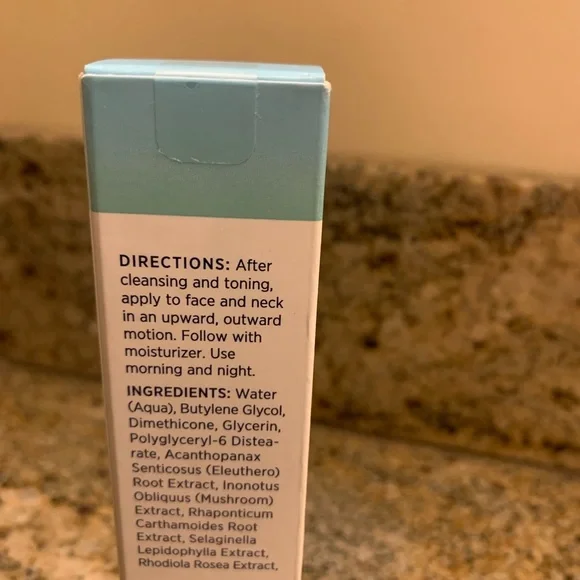 DIRECTIONS: After
cleansing and toning,
apply to face and neck
in an upward, outward
motion. Follow with
moisturizer. Use
morning and night.
INGREDIENTS: Water
(Aqua), Butylene Glycol,
Dimethicone, Glycerin,
Polyglyceryl-6 Distea-
rate, Acanthopanax
Senticosus (Eleuthero)
Root Extract, Inonotus
Obliquus (Mushroom)
Extract, Rhaponticum
Carthamoides Root
Extract, Selaginella
Lepidophylla Extract,
Rhodiola Rosea Extract,